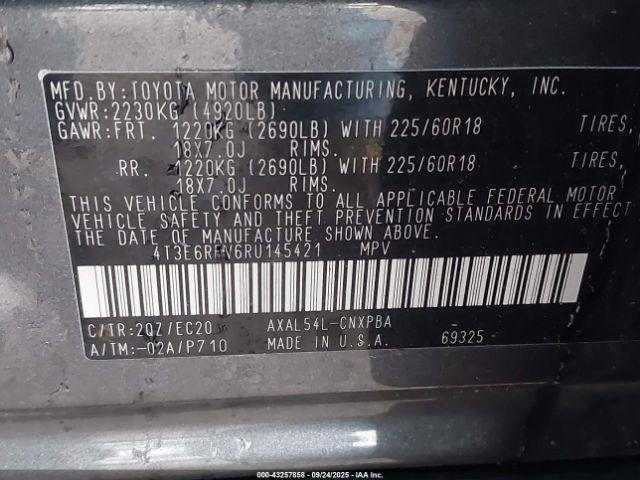 MFD. BY: TOYOTA MOTOR MANUFACTURING, KENTUCKY, INC.
GVWR: 2230KG (4920LB)
GAWR: FRT. 1220KG (2690LB) WITH 225/60R18 TIRES,
18X7.0J RIMS.
RR. 1220KG (2690LB) WITH 225/60R18 TIRES,
18X7.0J RIMS.
THIS VEHICLE CONFORMS TO ALL APPLICABLE FEDERAL MOTOR
VEHICLE SAFETY AND THEFT PREVENTION STANDARDS IN EFFECT
THE DATE OF MANUFACTURE SHOWN ABOVE.
MPV
C/TR: 2QZ/EC20 AXAL54L-CNXPBA
A/TM: -02A/P710 MADE IN U.S.A. 69325
000-43257858 - 09/24/2025 - IAA Inc.